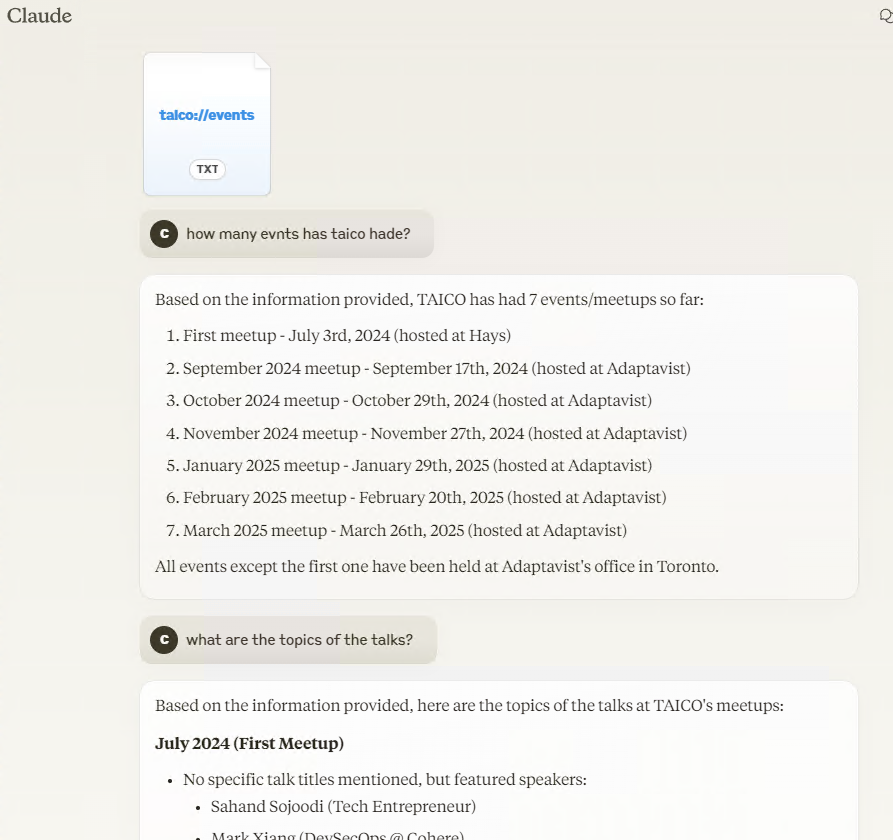 Claude
taico://events
TXT
C how many evnts has taico hade?
Based on the information provided, TAICO has had 7 events/meetups so far:
1. First meetup - July 3rd, 2024 (hosted at Hays)
2. September 2024 meetup - September 17th, 2024 (hosted at Adaptavist)
3. October 2024 meetup - October 29th, 2024 (hosted at Adaptavist)
4. November 2024 meetup - November 27th, 2024 (hosted at Adaptavist)
5. January 2025 meetup - January 29th, 2025 (hosted at Adaptavist)
6. February 2025 meetup - February 20th, 2025 (hosted at Adaptavist)
7. March 2025 meetup - March 26th, 2025 (hosted at Adaptavist)
All events except the first one have been held at Adaptavist's office in Toronto.
C what are the topics of the talks?
Based on the information provided, here are the topics of the talks at TAICO's meetups:
July 2024 (First Meetup)
• No specific talk titles mentioned, but featured speakers:
• Sahand Sojoodi (Tech Entrepreneur)
• Mark Xiang (DevSecOps @ Cohere)